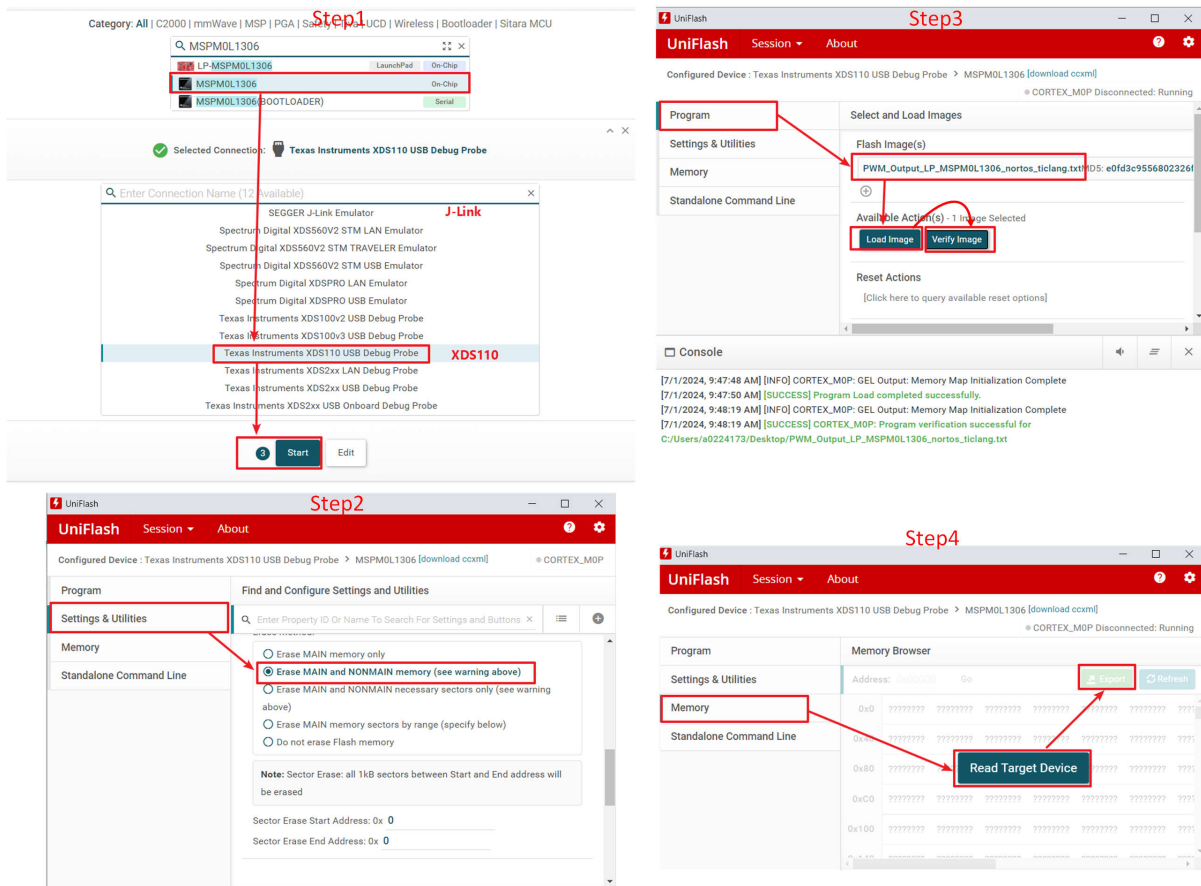 Step1
Category: All | C2000 | mmWave | MSP | PGA | Safety | Tiva | UCD | Wireless | Bootloader | Sitara MCU
MSPM0L1306
LP-MSPM0L1306 LaunchPad On-Chip
MSPM0L1306 On-Chip
MSPM0L1306(BOOTLOADER) Serial
Selected Connection: Texas Instruments XDS110 USB Debug Probe
Enter Connection Name (12 Available)
SEGGER J-Link Emulator J-Link
Spectrum Digital XDS560V2 STM LAN Emulator
Spectrum Digital XDS560V2 STM TRAVELER Emulator
Spectrum Digital XDS560V2 STM USB Emulator
Spectrum Digital XDSPRO LAN Emulator
Spectrum Digital XDSPRO USB Emulator
Texas Instruments XDS100v2 USB Debug Probe
Texas Instruments XDS100v3 USB Debug Probe
Texas Instruments XDS110 USB Debug Probe XDS110
Texas Instruments XDS2xx LAN Debug Probe
Texas Instruments XDS2xx USB Debug Probe
Texas Instruments XDS2xx USB Onboard Debug Probe
3 Start Edit
Step2
UniFlash
UniFlash Session About
Configured Device : Texas Instruments XDS110 USB Debug Probe > MSPM0L1306 [download ccxml] CORTEX_M0P
Program
Settings & Utilities
Memory
Standalone Command Line
Find and Configure Settings and Utilities
Enter Property ID Or Name To Search For Settings and Buttons
Erase method:
Erase MAIN memory only
Erase MAIN and NONMAIN memory (see warning above)
Erase MAIN and NONMAIN necessary sectors only (see warning
above)
Erase MAIN memory sectors by range (specify below)
Do not erase Flash memory
Note: Sector Erase: all 1kB sectors between Start and End address will
be erased
Sector Erase Start Address: 0x 0
Sector Erase End Address: 0x 0
Step3
UniFlash
UniFlash Session About
Configured Device : Texas Instruments XDS110 USB Debug Probe > MSPM0L1306 [download ccxml]
CORTEX_M0P Disconnected: Running
Program
Settings & Utilities
Memory
Standalone Command Line
Select and Load Images
Flash Image(s)
PWM_Output_LP_MSPM0L1306_nortos_ticlang.txt MD5: e0fd3c9556802326f
Available Action(s) - 1 Image Selected
Load Image Verify Image
Reset Actions
[Click here to query available reset options]
Console
[7/1/2024, 9:47:48 AM] [INFO] CORTEX_M0P: GEL Output: Memory Map Initialization Complete
[7/1/2024, 9:47:50 AM] [SUCCESS] Program Load completed successfully.
[7/1/2024, 9:48:19 AM] [INFO] CORTEX_M0P: GEL Output: Memory Map Initialization Complete
[7/1/2024, 9:48:19 AM] [SUCCESS] CORTEX_M0P: Program verification successful for
C:/Users/a0224173/Desktop/PWM_Output_LP_MSPM0L1306_nortos_ticlang.txt
Step4
UniFlash
UniFlash Session About
Configured Device : Texas Instruments XDS110 USB Debug Probe > MSPM0L1306 [download ccxml]
CORTEX_M0P Disconnected: Running
Program
Settings & Utilities
Memory
Standalone Command Line
Memory Browser
Address: Go Export Refresh
0x0 ???????? ???????? ???????? ???????? ???????? ???????? ????
???????? ???????? ???????? ???????? ???????? ???????? ????
0x80 ???????? Read Target Device ???????? ????
0xC0 ???????? ???????? ???????? ???????? ???????? ???????? ????
0x100 ???????? ???????? ???????? ???????? ???????? ???????? ????